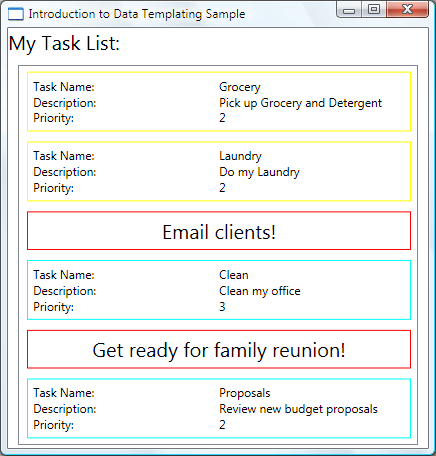 Introduction to Data Templating Sample
My Task List:
Task Name: Grocery
Description: Pick up Grocery and Detergent
Priority: 2
Task Name: Laundry
Description: Do my Laundry
Priority: 2
Email clients!
Task Name: Clean
Description: Clean my office
Priority: 3
Get ready for family reunion!
Task Name: Proposals
Description: Review new budget proposals
Priority: 2